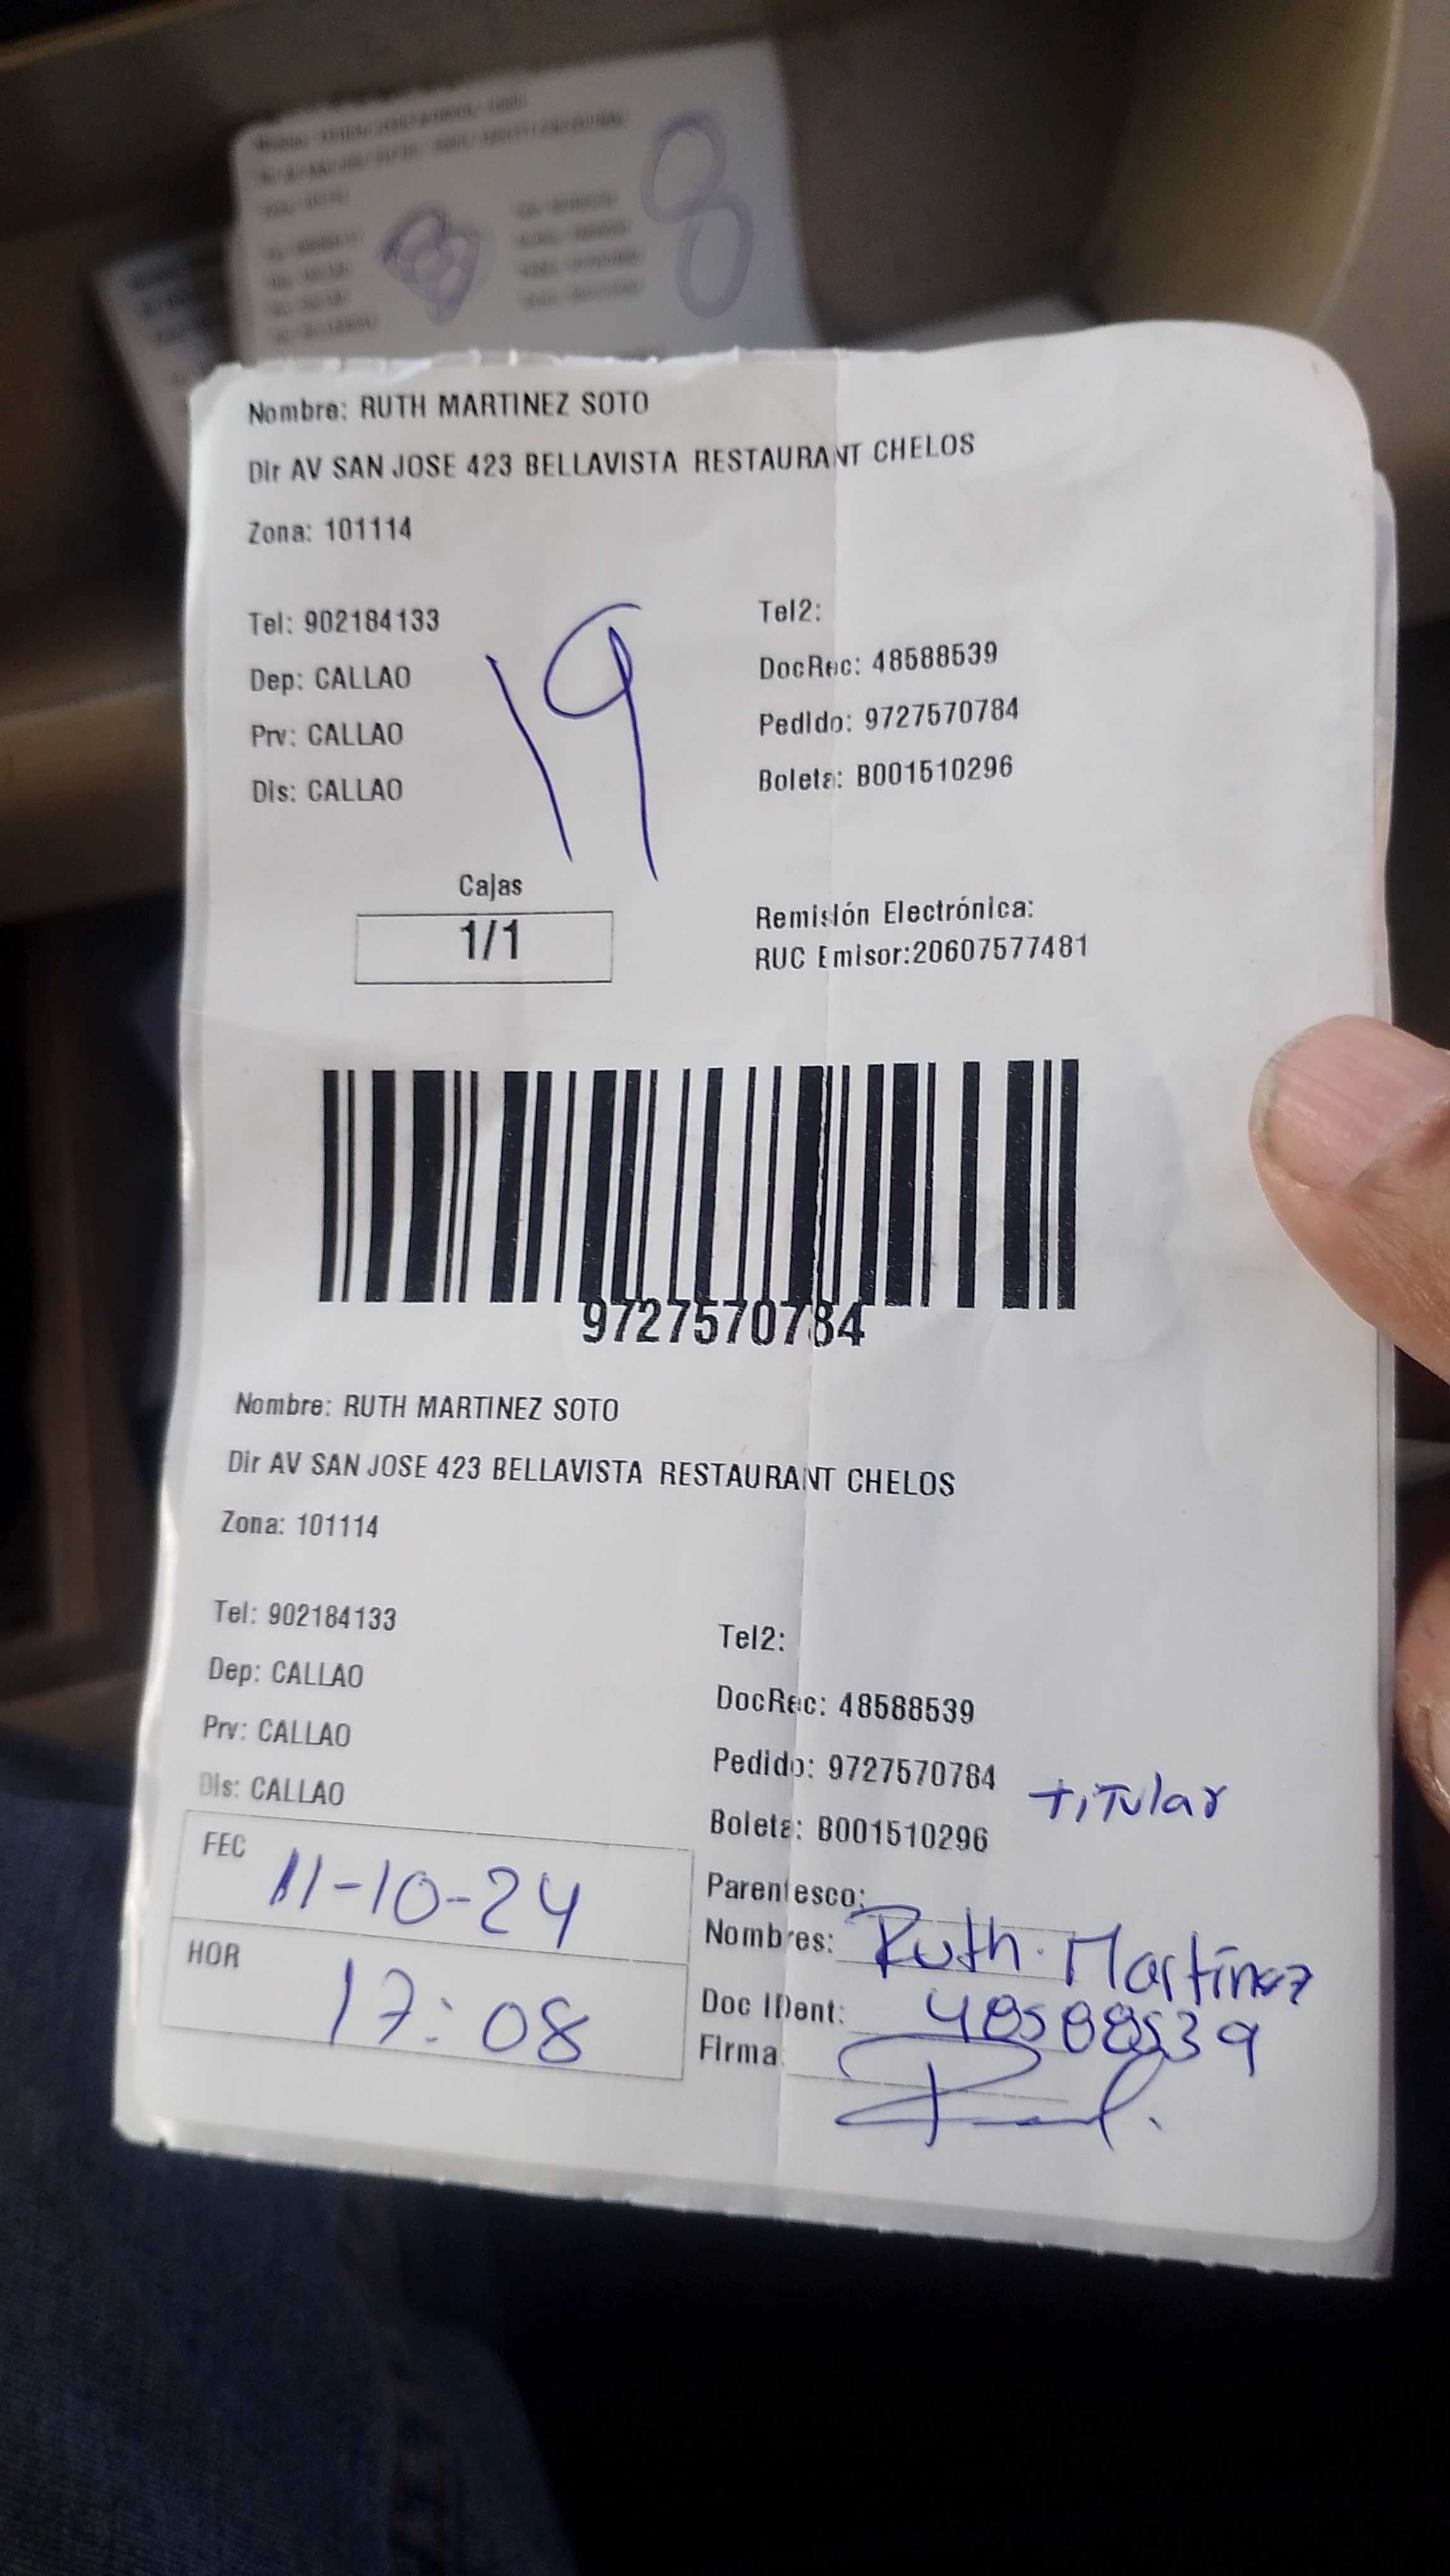 8
Nombre: RUTH MARTINEZ SOTO
Dir AV SAN JOSE 423 BELLAVISTA RESTAURANT CHELOS
Zona: 101114
Tel: 902184133
Tel2:
Dep: CALLAO
DocRec: 48588539
Prv: CALLAO
Pedido: 9727570784
Dis: CALLAO
Boleta: B001510296
19
Cajas
1/1
Remisión Electrónica:
RUC Emisor:20607577481
9727570784
Nombre: RUTH MARTINEZ SOTO
Dir AV SAN JOSE 423 BELLAVISTA RESTAURANT CHELOS
Zona: 101114
Tel: 902184133
Tel2:
Dep: CALLAO
DocRec: 48588539
Prv: CALLAO
Pedido: 9727570784
titular
Dis: CALLAO
Boleta: B001510296
FEC 11-10-24
Parentesco:
Nombres: Ruth Martinez
HOR 17:08
Doc IDent: 48588539
Firma: